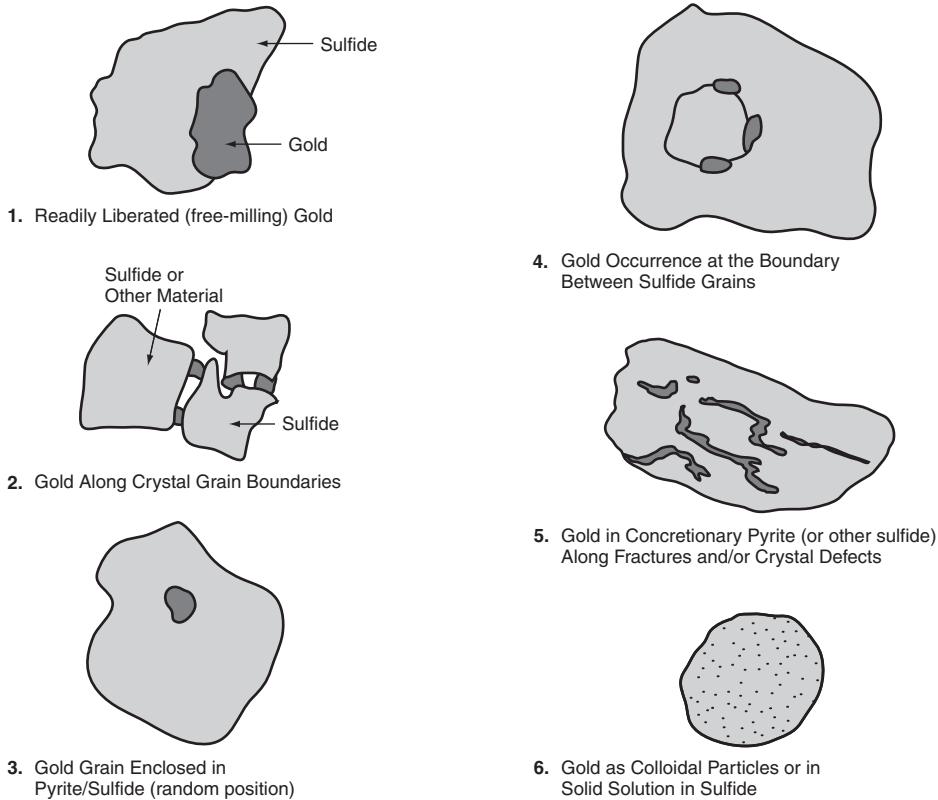 Sulfide
Gold
1. Readily Liberated (free-milling) Gold
Sulfide or
Other Material
Sulfide
2. Gold Along Crystal Grain Boundaries
3. Gold Grain Enclosed in
Pyrite/Sulfide (random position)
4. Gold Occurrence at the Boundary
Between Sulfide Grains
5. Gold in Concretionary Pyrite (or other sulfide)
Along Fractures and/or Crystal Defects
6. Gold as Colloidal Particles or in
Solid Solution in Sulfide